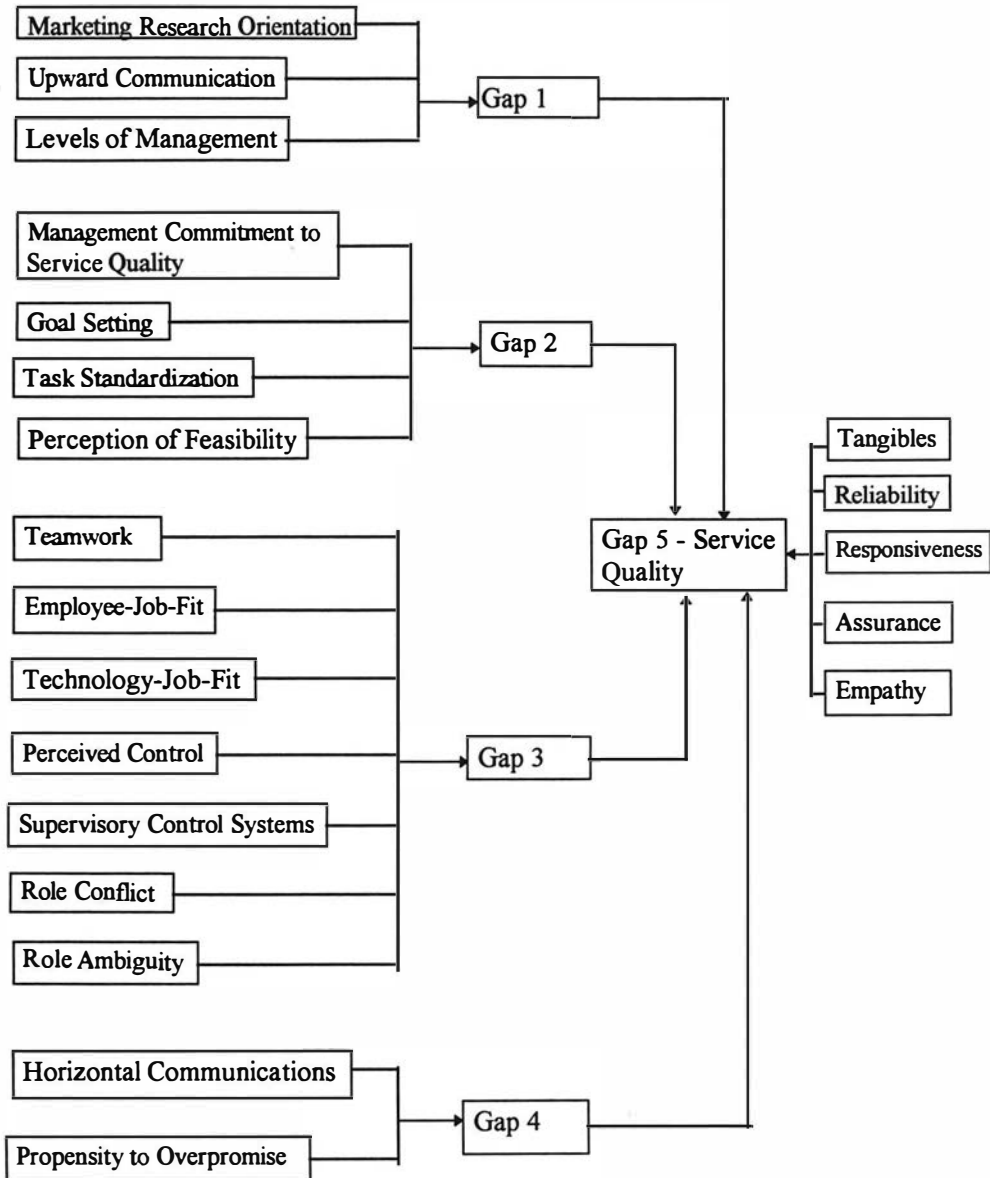 Marketing Research Orientation
Upward Communication
Levels of Management
Gap 1
Management Commitment to
Service Quality
Goal Setting
Task Standardization
Perception of Feasibility
Gap 2
Teamwork
Employee-Job-Fit
Technology-Job-Fit
Perceived Control
Supervisory Control Systems
Role Conflict
Role Ambiguity
Gap 3
Horizontal Communications
Propensity to Overpromise
Gap 4
Gap 5 - Service
Quality
Tangibles
Reliability
Responsiveness
Assurance
Empathy